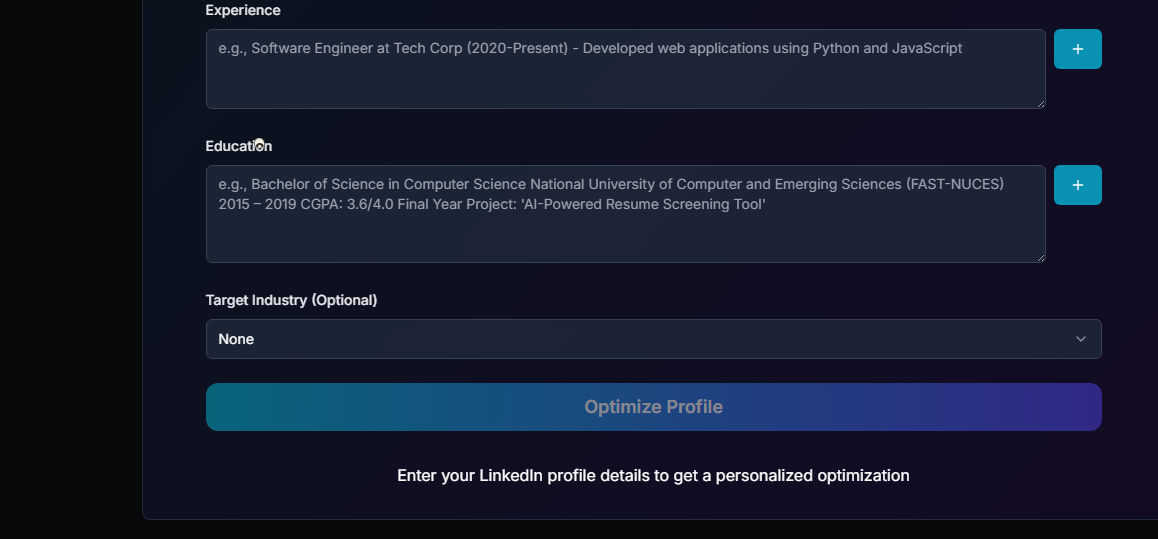 Experience
e.g., Software Engineer at Tech Corp (2020-Present) - Developed web applications using Python and JavaScript
+
Education
e.g., Bachelor of Science in Computer Science National University of Computer and Emerging Sciences (FAST-NUCES)
2015 – 2019 CGPA: 3.6/4.0 Final Year Project: 'AI-Powered Resume Screening Tool'
+
Target Industry (Optional)
None
Optimize Profile
Enter your LinkedIn profile details to get a personalized optimization